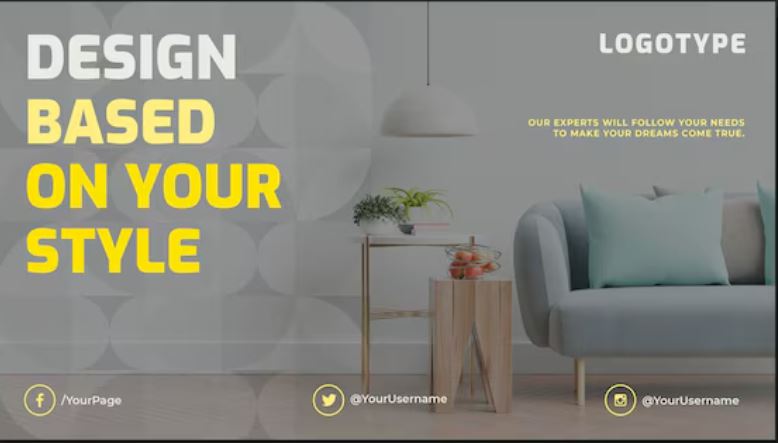 DESIGN
BASED
ON YOUR
STYLE
LOGOTYPE
OUR EXPERTS WILL FOLLOW YOUR NEEDS
TO MAKE YOUR DREAMS COME TRUE.
/YourPage
@YourUsername
@YourUsername